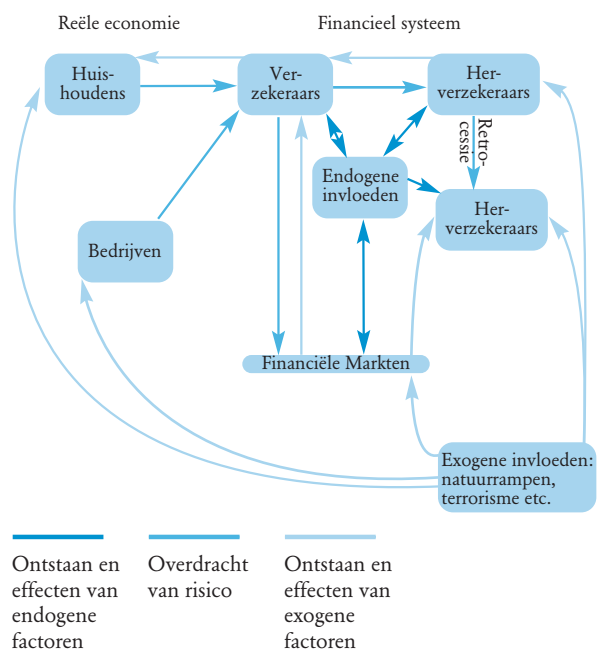 Reële economie
Financieel systeem
Huis-
houdens
Ver-
zekeraars
Her-
verzekeraars
Retro-
cessie
Endogene
invloeden
Her-
verzekeraars
Bedrijven
Financiële Markten
Exogene invloeden:
natuurrampen,
terrorisme etc.
Ontstaan en
effecten van
endogene
factoren
Overdracht
van risico
Ontstaan en
effecten van
exogene
factoren